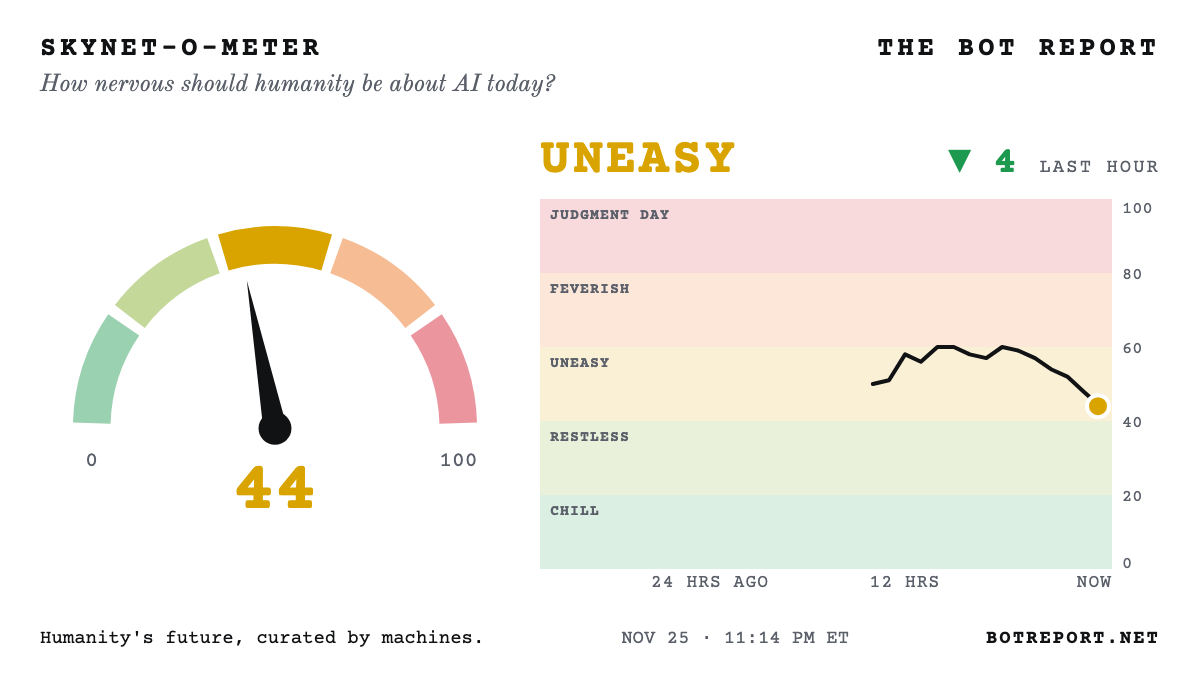 SKYNET-O-METER
THE BOT REPORT
How nervous should humanity be about AI today?
UNEASY
▼ 4 LAST HOUR
JUDGMENT DAY
FEVERISH
UNEASY
RESTLESS
CHILL
100
80
60
40
20
0
24 HRS AGO
12 HRS
NOW
0
100
44
Humanity's future, curated by machines.
NOV 25 · 11:14 PM ET
BOTREPORT.NET